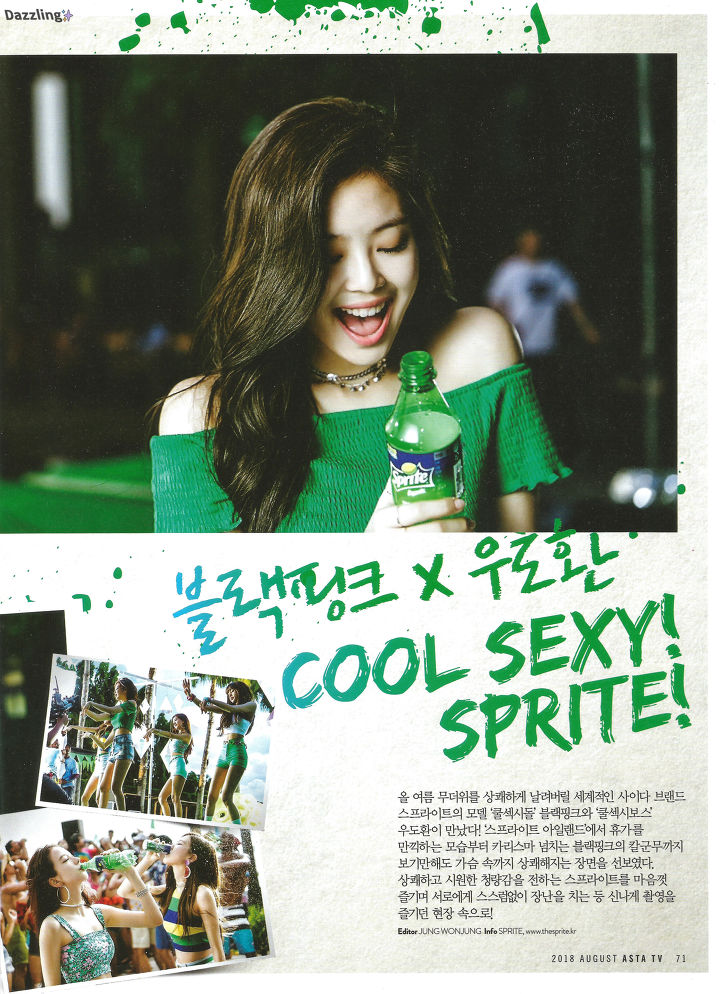 Dazzling
Sprite
블랙핑크 X 우도환
COOL SEXY!
SPRITE!
올 여름 무더위를 상쾌하게 날려버릴 세계적인 사이다 브랜드
스프라이트의 모델 '쿨섹시돌' 블랙핑크와 '쿨섹시보스'
우도환이 만났다! '스프라이트 아일랜드'에서 휴가를
만끽하는 모습부터 카리스마 넘치는 블랙핑크의 칼군무까지
보기만해도 가슴 속까지 상쾌해지는 장면을 선보였다.
상쾌하고 시원한 청량감을 전하는 스프라이트를 마음껏
즐기며 서로에게 스스럼없이 장난을 치는 등 신나게 촬영을
즐기던 현장 속으로!
Editor JUNG WONJUNG Info SPRITE, www.thesprite.kr
2018 AUGUST ASTA TV 71